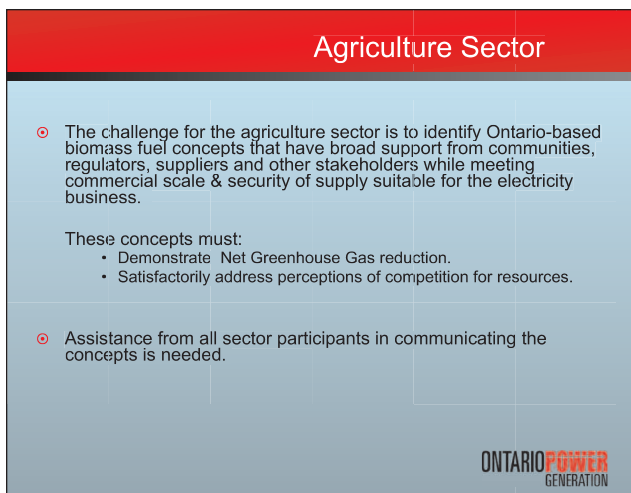 Agriculture Sector
The challenge for the agriculture sector is to identify Ontario-based
biomass fuel concepts that have broad support from communities,
regulators, suppliers and other stakeholders while meeting
commercial scale & security of supply suitable for the electricity
business.
These concepts must:
• Demonstrate Net Greenhouse Gas reduction.
• Satisfactorily address perceptions of competition for resources.
Assistance from all sector participants in communicating the
concepts is needed.
ONTARIOPOWER
GENERATION